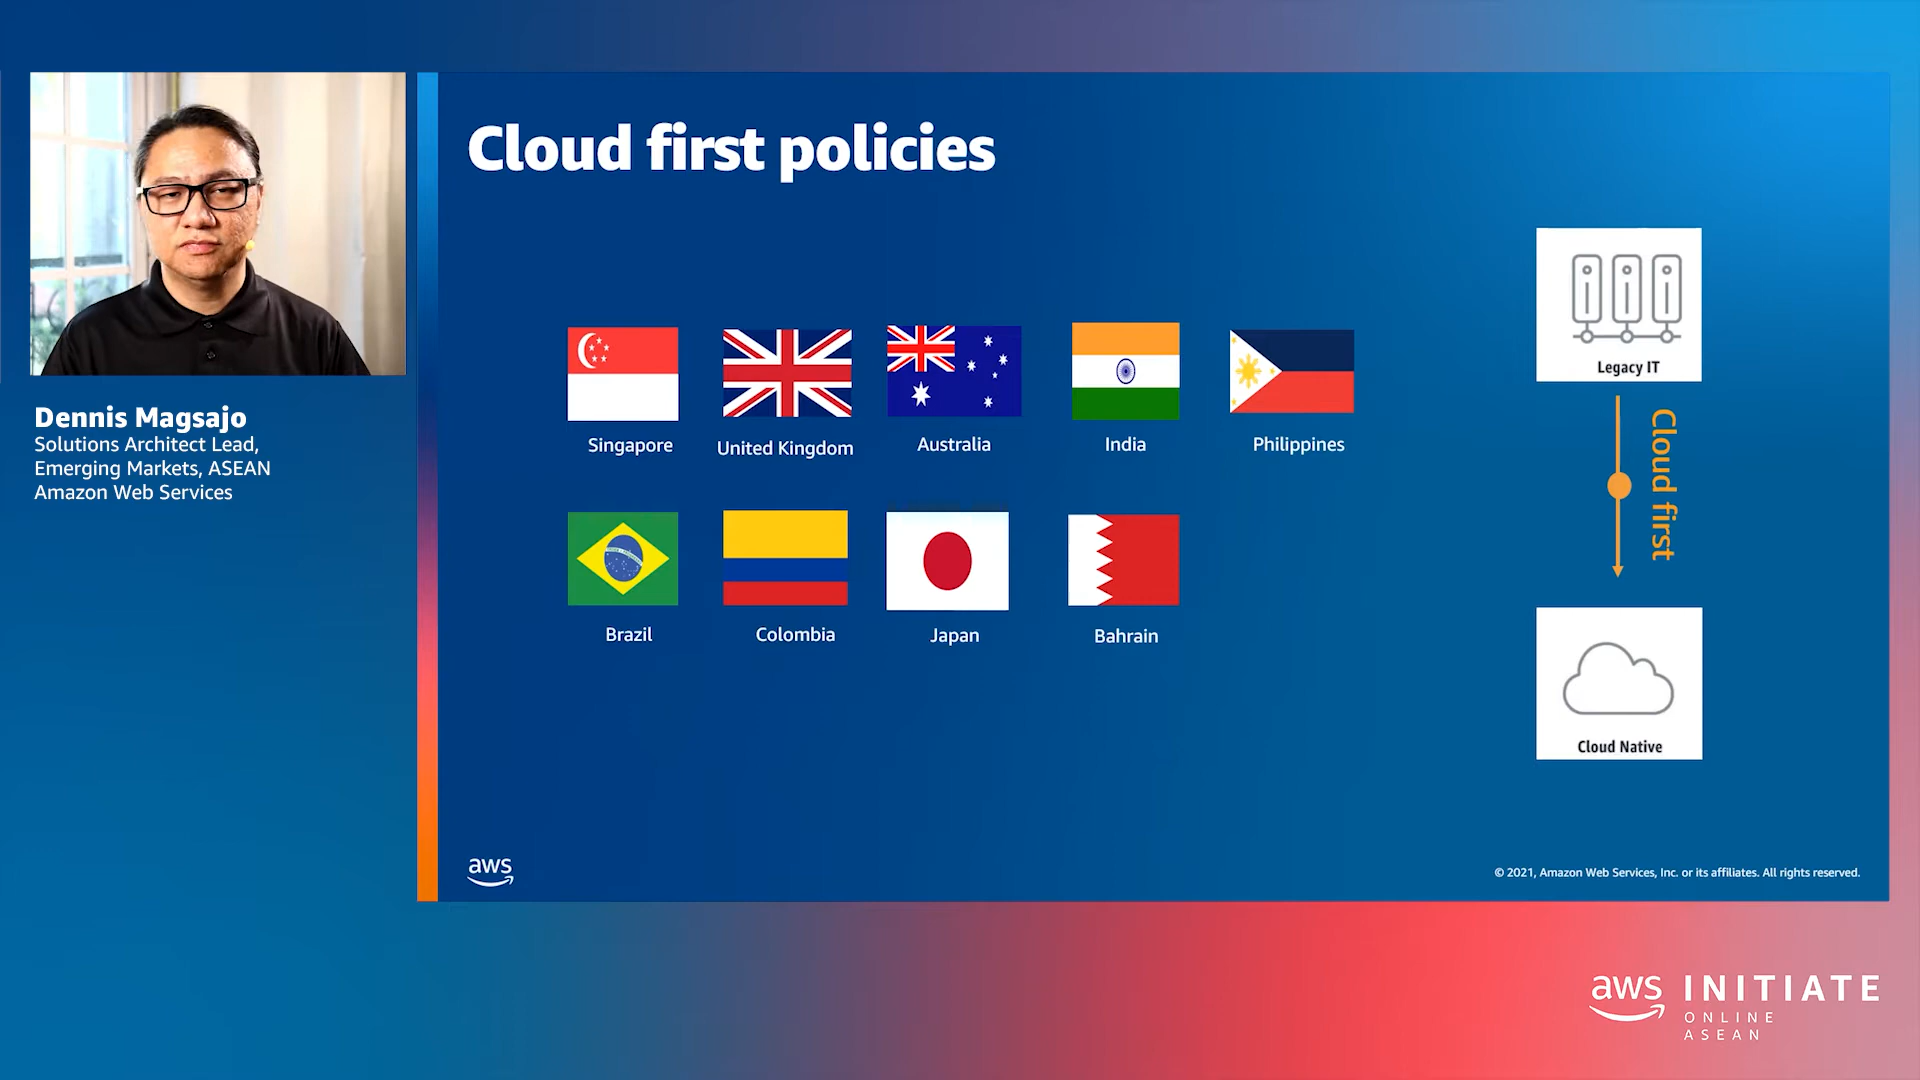 Cloud first policies
Dennis Magsajo
Solutions Architect Lead,
Emerging Markets, ASEAN
Amazon Web Services
Singapore
United Kingdom
Australia
India
Philippines
Brazil
Colombia
Japan
Bahrain
Legacy IT
Cloud first
Cloud Native
aws
© 2021, Amazon Web Services, Inc. or its affiliates. All rights reserved.
aws INITIATE
ONLINE
ASEAN